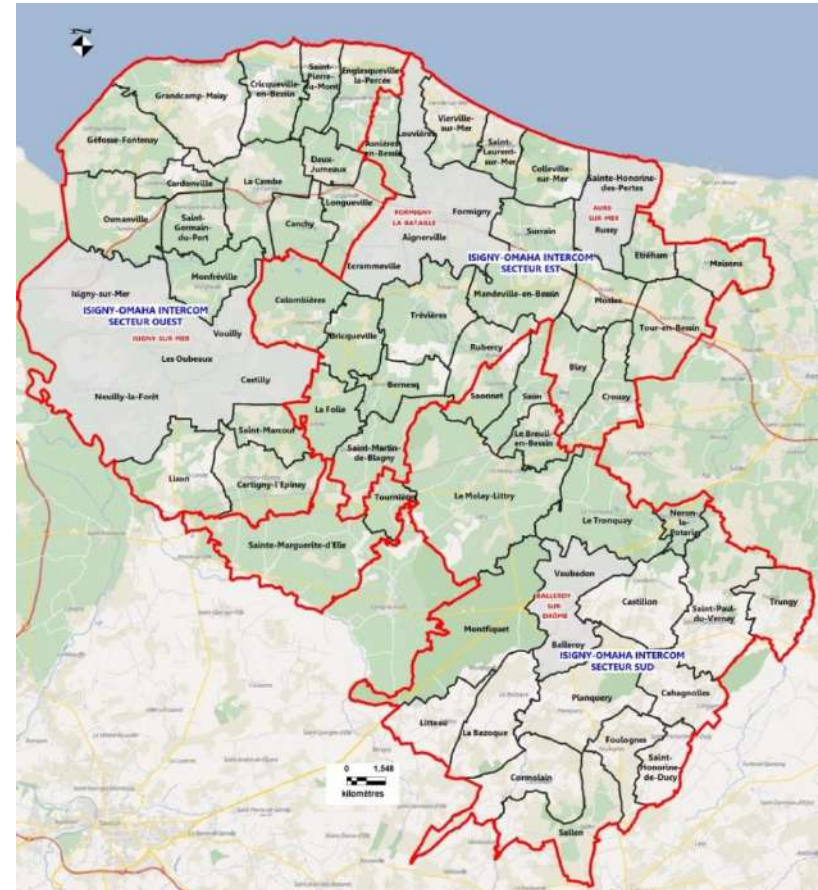 Grandcamp-Maisy
Cricqueville-
en-Bessin
Saint-
Pierre-
du-Mont
Englesqueville-
la-Percée
Géfosse-Fontenay
Asnières
en-Bessin
Louvières
Vierville-
sur-Mer
Saint-
Laurent-
sur-Mer
Colleville-
sur-Mer
Sainte-Honorine-
des-Pertes
Deux-
Jumeaux
La Cambe
Cardonville
Longueville
Osmanville
Saint-
Germain-
du-Pert
Canchy
FORMIGNY
LA BATAILLE
Formigny
Aignerville
AURE
SUR-MER
Russy
Surrain
Etréham
Maisons
Ecrammeville
ISIGNY-OMAHA INTERCOM
SECTEUR EST
Monfréville
Isigny-sur-Mer
ISIGNY-OMAHA INTERCOM
SECTEUR OUEST
ISIGNY SUR MER
Vouilly
Les Oubeaux
Castilly
Neuilly-la-Forêt
Colombières
Bricqueville
Trévières
Mandeville-en-Bessin
Mosles
Tour-en-Bessin
Rubercy
Blay
Crouay
Bernesq
Saonnet
Saon
La Folie
Le Breuil-
en-Bessin
Saint-Marcouf
Saint-Martin-
de-Blagny
Lison
Cartigny-l'Epinay
Tournières
Le Molay-Littry
Sainte-Marguerite-d'Elle
Le Tronquay
Noron-
la-
Poterie
Vaubadon
BALLEROY
SUR
DRÔME
Castillon
Saint-Paul-
du-Vernay
Trungy
Montfiquet
Balleroy
ISIGNY-OMAHA INTERCOM
SECTEUR SUD
Planquery
Cahagnolles
Litteau
La Bazoque
Foulognes
Saint-
Honorine-
de-Ducy
Cormolain
Sallen
0 1,548
kilomètres